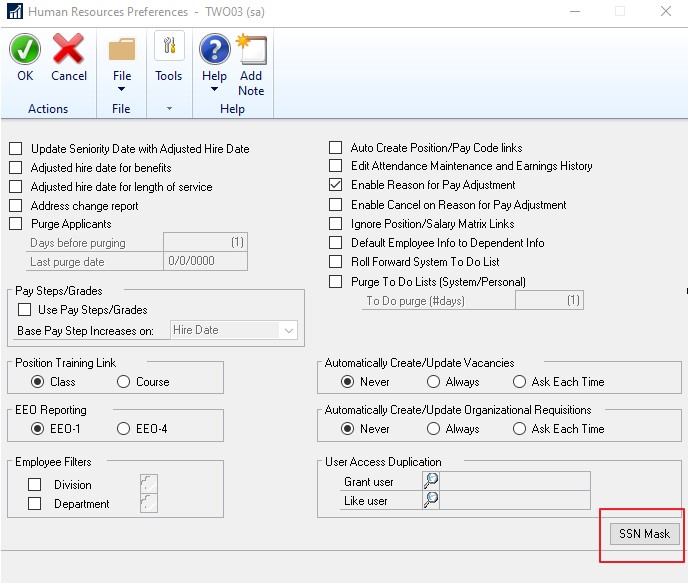 Human Resources Preferences - TWO03 (sa)
OK
Cancel
File
Tools
Help
Add
Note
Actions
File
Help
Update Seniority Date with Adjusted Hire Date
Adjusted hire date for benefits
Adjusted hire date for length of service
Address change report
Purge Applicants
Days before purging (1)
Last purge date 0/0/0000
Auto Create Position/Pay Code links
Edit Attendance Maintenance and Earnings History
Enable Reason for Pay Adjustment
Enable Cancel on Reason for Pay Adjustment
Ignore Position/Salary Matrix Links
Default Employee Info to Dependent Info
Roll Forward System To Do List
Purge To Do Lists (System/Personal)
To Do purge (#days) (1)
Pay Steps/Grades
Use Pay Steps/Grades
Base Pay Step Increases on: Hire Date
Position Training Link
Class Course
Automatically Create/Update Vacancies
Never Always Ask Each Time
EEO Reporting
EEO-1 EEO-4
Automatically Create/Update Organizational Requisitions
Never Always Ask Each Time
Employee Filters
Division
Department
User Access Duplication
Grant user
Like user
SSN Mask